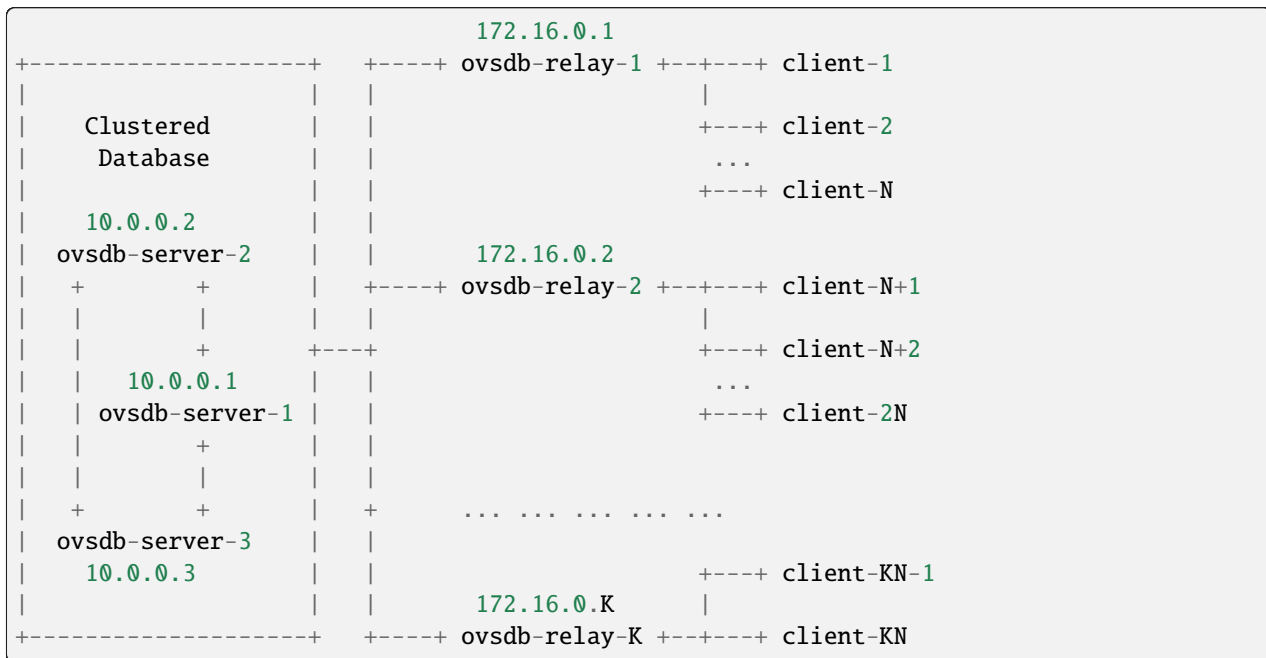 172.16.0.1
+---------------------+   +----+ ovsdb-relay-1 +--+---+ client-1
|                     |   |                       |
|     Clustered       |   |                       +---+ client-2
|      Database       |   |                        ...
|                     |   |                       +---+ client-N
|     10.0.0.2        |   |
|   ovsdb-server-2    |   |        172.16.0.2
|    +        +       |   +----+ ovsdb-relay-2 +--+---+ client-N+1
|    |        |       |   |                       |
|    |        +       +---+                       +---+ client-N+2
|    |   10.0.0.1     |   |                        ...
|    | ovsdb-server-1 |   |                       +---+ client-2N
|    |        +       |   |
|    |        |       |   |
|    +        +       |   +      ... ... ... ... ...
|   ovsdb-server-3    |   |
|     10.0.0.3        |   |                       +---+ client-KN-1
|                     |   |        172.16.0.K     |
+---------------------+   +----+ ovsdb-relay-K +--+---+ client-KN